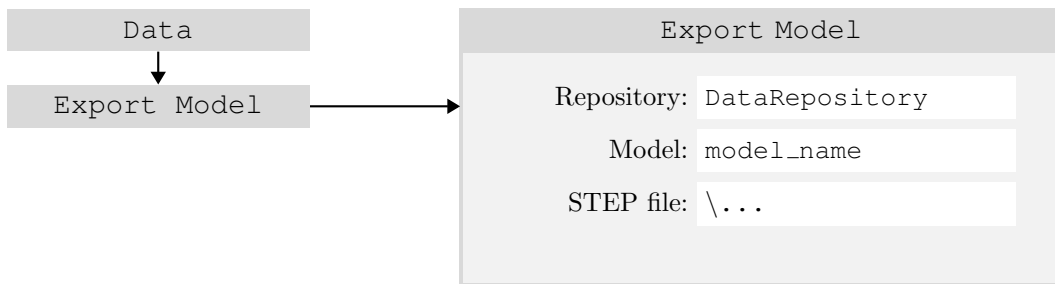 Data
Export Model
Export Model
Repository: DataRepository
Model: model_name
STEP file: \...